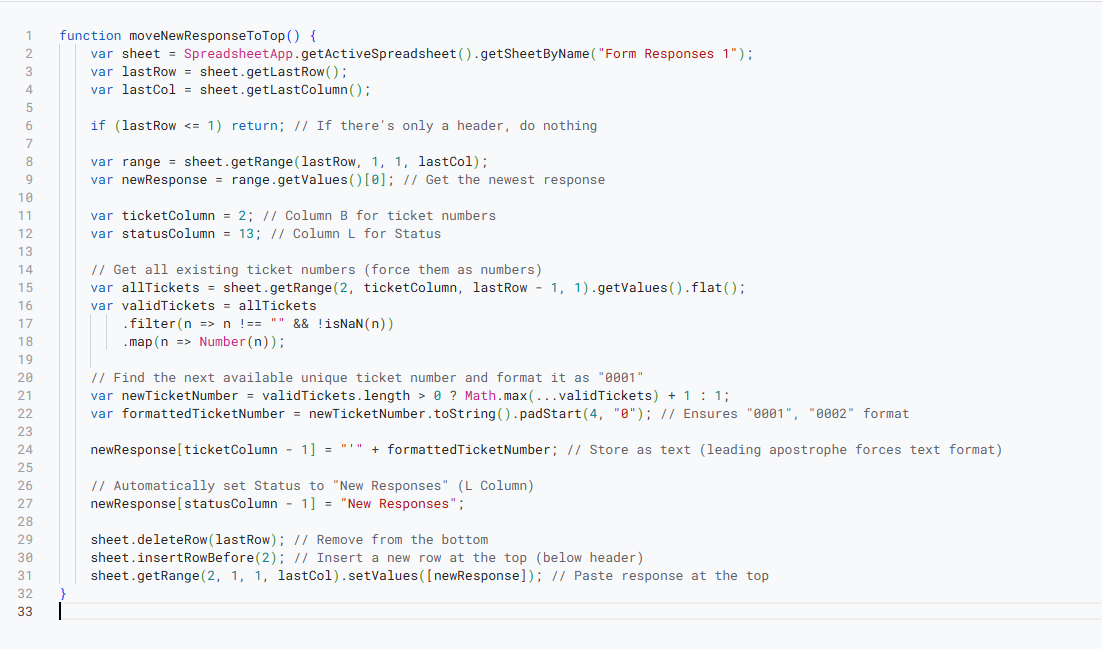 1 function moveNewResponseToTop() {
2 var sheet = SpreadsheetApp.getActiveSpreadsheet().getSheetByName("Form Responses 1");
3 var lastRow = sheet.getLastRow();
4 var lastCol = sheet.getLastColumn();
5
6 if (lastRow <= 1) return; // If there's only a header, do nothing
7
8 var range = sheet.getRange(lastRow, 1, 1, lastCol);
9 var newResponse = range.getValues()[0]; // Get the newest response
10
11 var ticketColumn = 2; // Column B for ticket numbers
12 var statusColumn = 13; // Column L for Status
13
14 // Get all existing ticket numbers (force them as numbers)
15 var allTickets = sheet.getRange(2, ticketColumn, lastRow - 1, 1).getValues().flat();
16 var validTickets = allTickets
17 .filter(n => n !== "" && !isNaN(n))
18 .map(n => Number(n));
19
20 // Find the next available unique ticket number and format it as "0001"
21 var newTicketNumber = validTickets.length > 0 ? Math.max(...validTickets) + 1 : 1;
22 var formattedTicketNumber = newTicketNumber.toString().padStart(4, "0"); // Ensures "0001", "0002" format
23
24 newResponse[ticketColumn - 1] = "'" + formattedTicketNumber; // Store as text (leading apostrophe forces text format)
25
26 // Automatically set Status to "New Responses" (L Column)
27 newResponse[statusColumn - 1] = "New Responses";
28
29 sheet.deleteRow(lastRow); // Remove from the bottom
30 sheet.insertRowBefore(2); // Insert a new row at the top (below header)
31 sheet.getRange(2, 1, 1, lastCol).setValues([newResponse]); // Paste response at the top
32 }
33